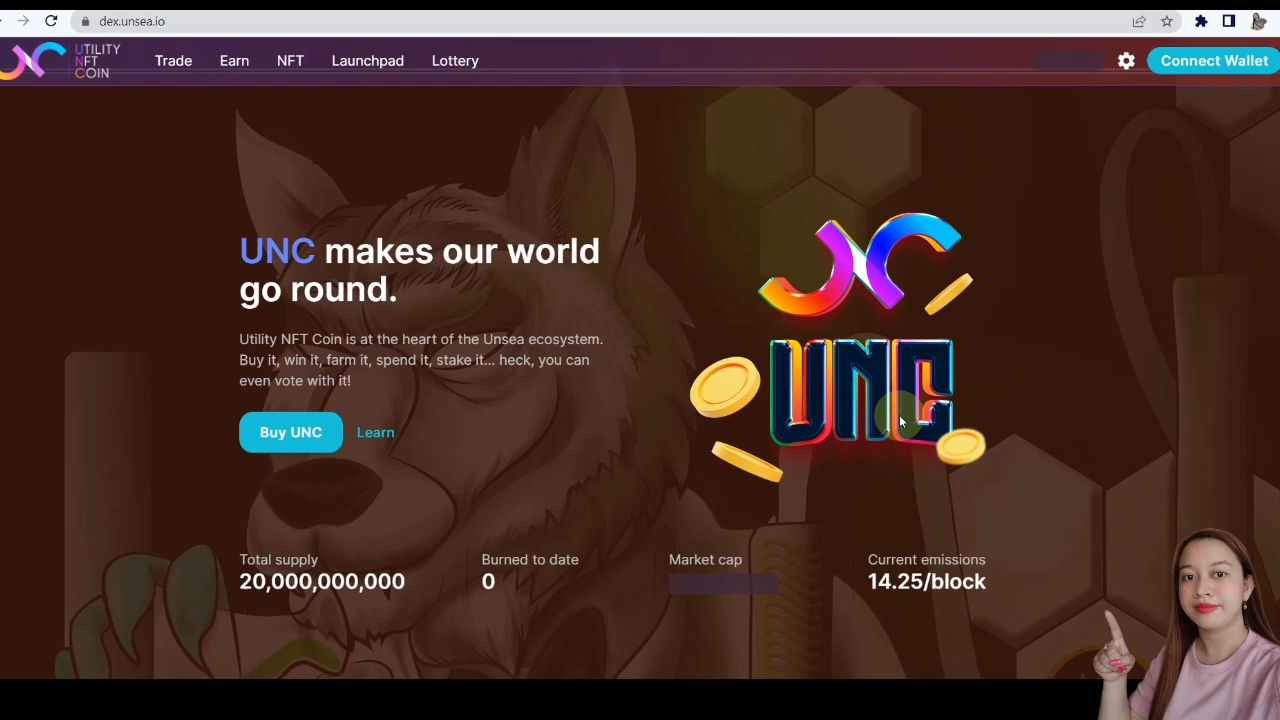 dex.unsea.io
UTILITY
NFT
COIN
Trade Earn NFT Launchpad Lottery
Connect Wallet
UNC makes our world
go round.
Utility NFT Coin is at the heart of the Unsea ecosystem.
Buy it, win it, farm it, spend it, stake it... heck, you can
even vote with it!
Buy UNC Learn
UNC
Total supply Burned to date Market cap Current emissions
20,000,000,000 0 14.25/block